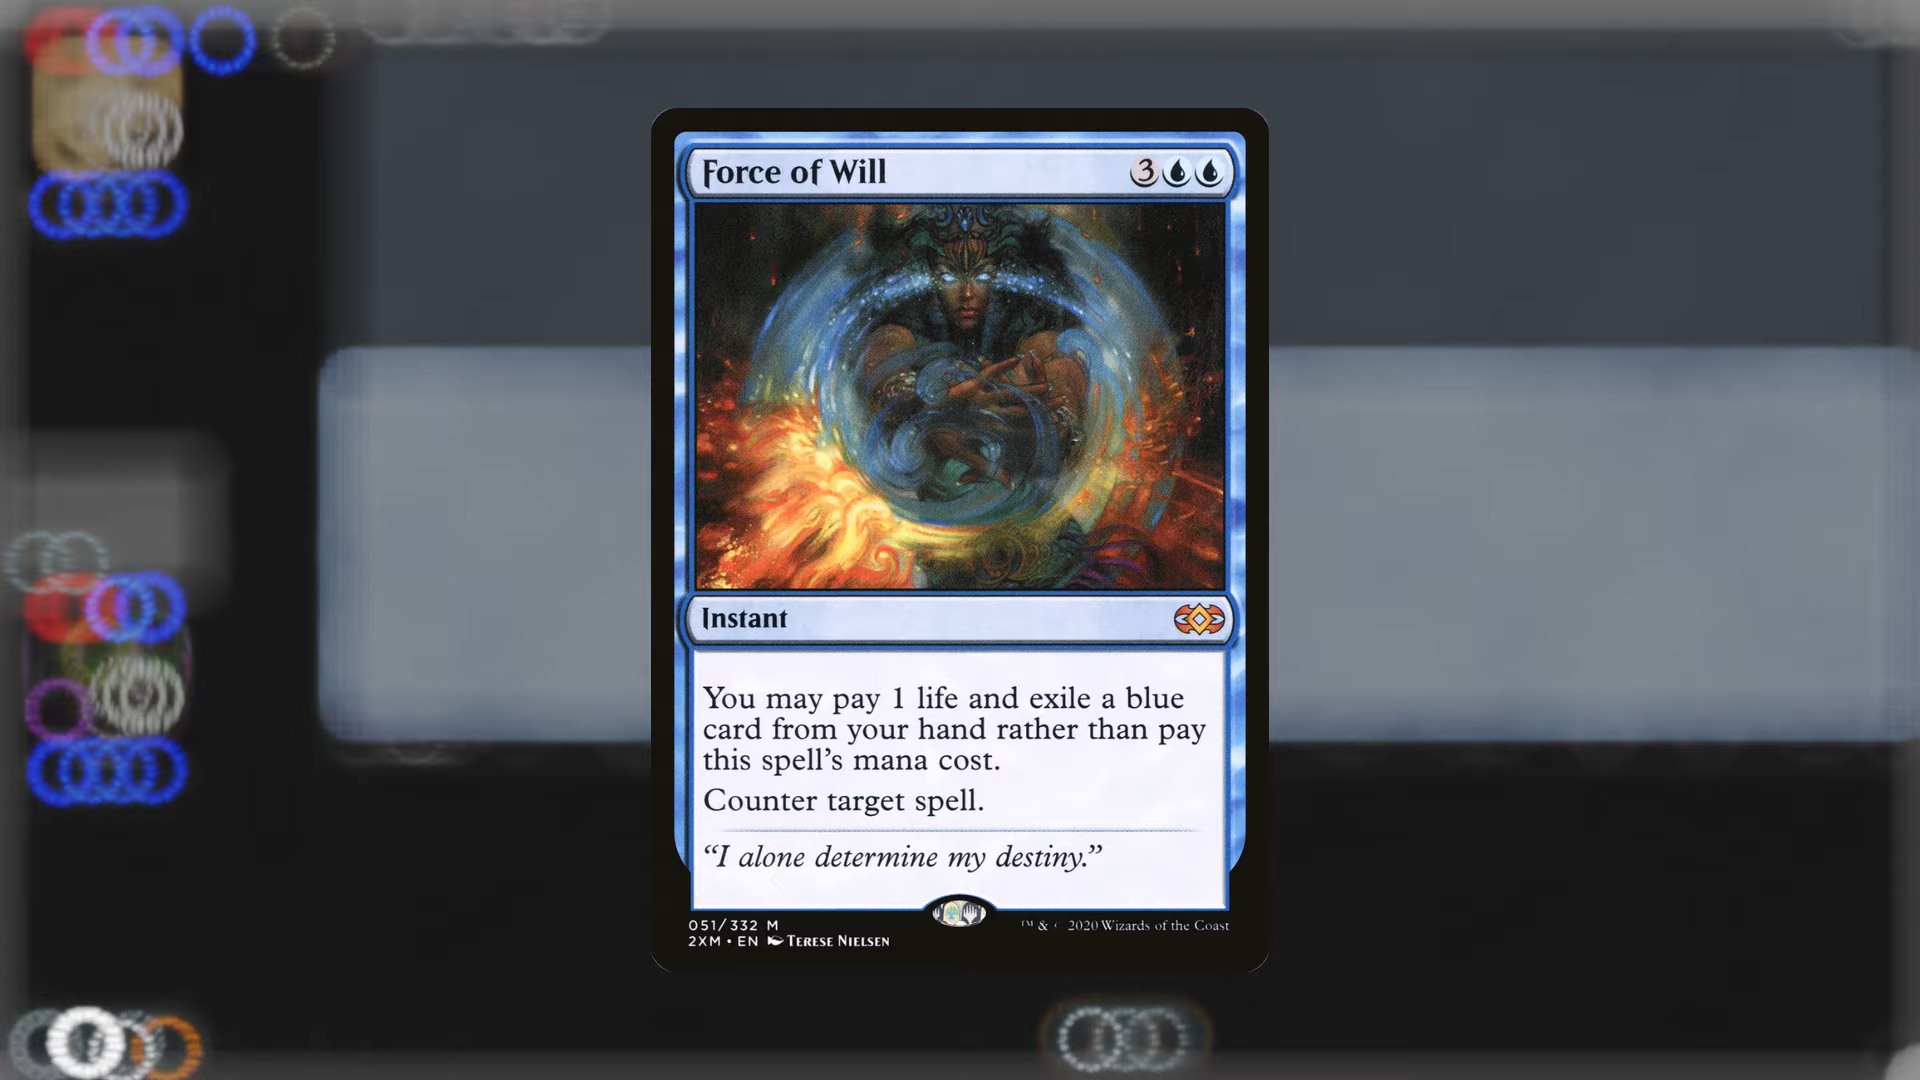 Force of Will 3
Instant
You may pay 1 life and exile a blue
card from your hand rather than pay
this spell's mana cost.
Counter target spell.
“I alone determine my destiny.”
051/332 M
2XM • EN TERESE NIELSEN
™ & © 2020 Wizards of the Coast